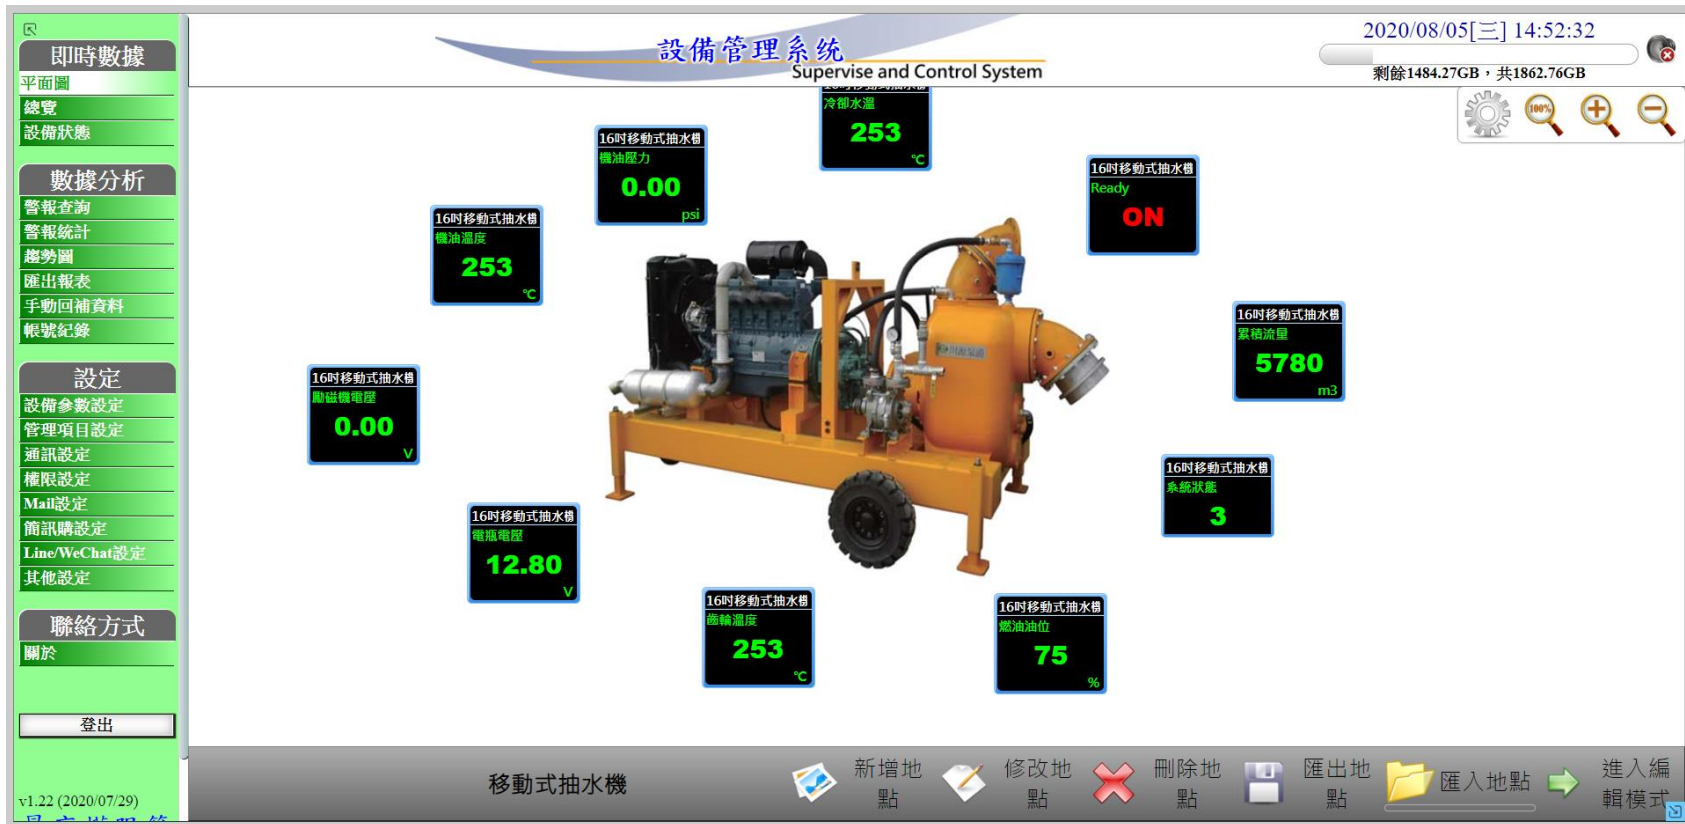 即時數據
平面圖
總覽
設備狀態
數據分析
警報查詢
警報統計
趨勢圖
匯出報表
手動回補資料
帳號紀錄
設定
設備參數設定
管理項目設定
通訊設定
權限設定
Mail設定
簡訊購設定
Line/WeChat設定
其他設定
聯絡方式
關於
登出
v1.22 (2020/07/29)
設備管理系統
Supervise and Control System
2020/08/05[三] 14:52:32
剩餘1484.27GB，共1862.76GB
100%
16吋移動式抽水機
冷卻水溫
253
℃
16吋移動式抽水機
機油壓力
0.00
psi
16吋移動式抽水機
Ready
ON
16吋移動式抽水機
機油溫度
253
℃
16吋移動式抽水機
累積流量
5780
m3
16吋移動式抽水機
勵磁機電壓
0.00
V
16吋移動式抽水機
系統狀態
3
16吋移動式抽水機
電瓶電壓
12.80
V
16吋移動式抽水機
齒輪溫度
253
℃
16吋移動式抽水機
燃油油位
75
%
移動式抽水機
新增地
點
修改地
點
刪除地
點
匯出地
點
匯入地點
進入編
輯模式